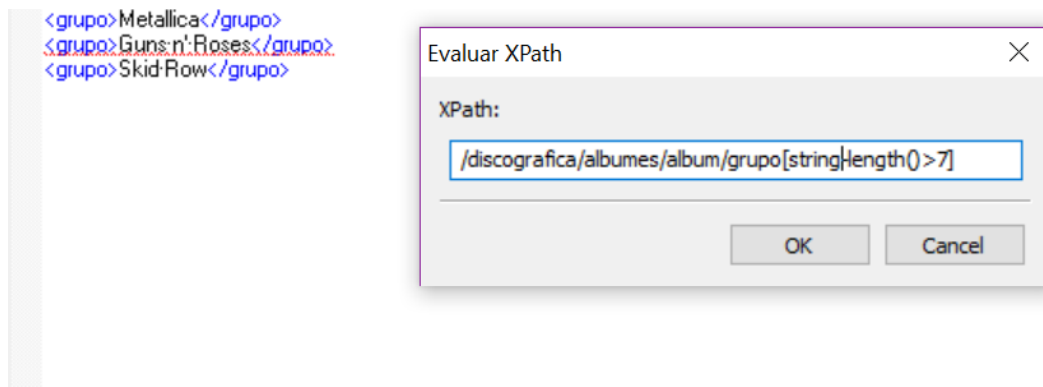 <grupo>Metallica</grupo>
<grupo>Guns·n'·Roses</grupo>
<grupo>Skid·Row</grupo>
Evaluar XPath
XPath:
/discografica/albumes/album/grupo[string-length()>7]
OK
Cancel